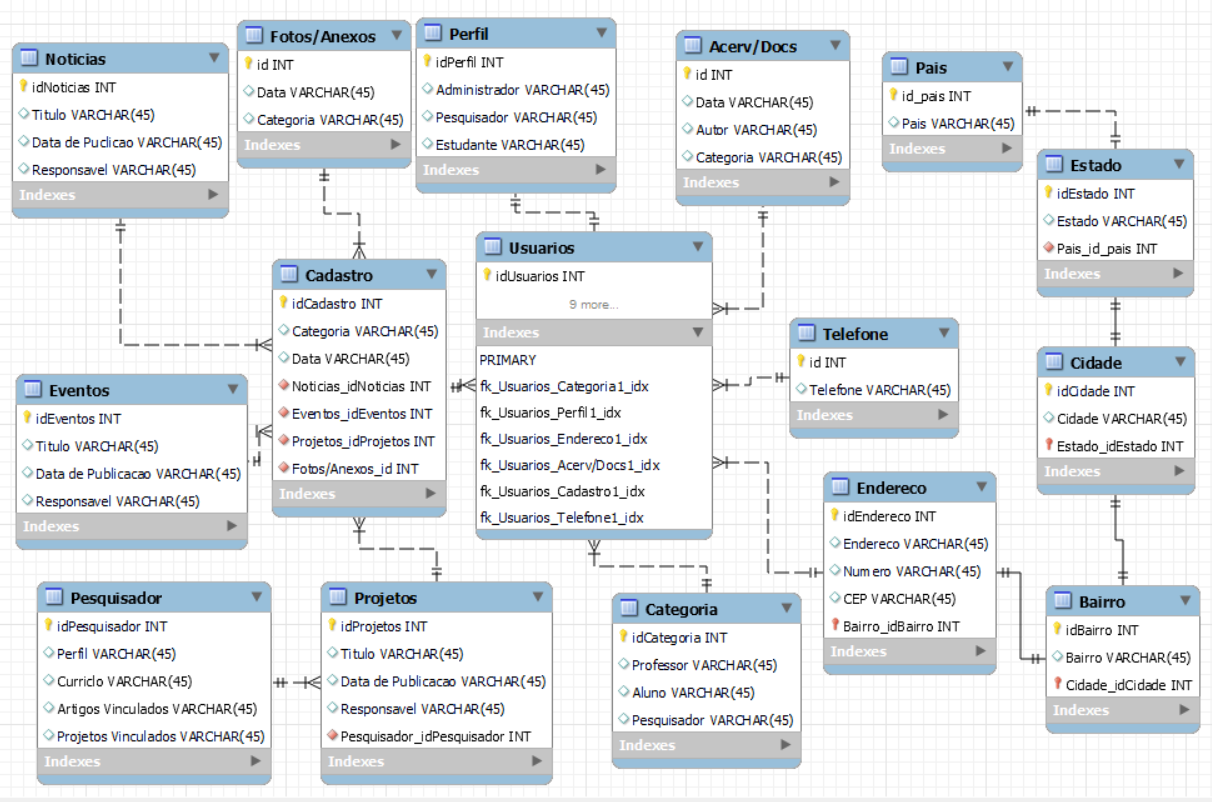 Noticias
idNoticias INT
Titulo VARCHAR(45)
Data de Puclicao VARCHAR(45)
Responsavel VARCHAR(45)
Indexes
Fotos/Anexos
id INT
Data VARCHAR(45)
Categoria VARCHAR(45)
Indexes
Perfil
idPerfil INT
Administrador VARCHAR(45)
Pesquisador VARCHAR(45)
Estudante VARCHAR(45)
Indexes
Acerv/Docs
id INT
Data VARCHAR(45)
Autor VARCHAR(45)
Categoria VARCHAR(45)
Indexes
Pais
id_pais INT
Pais VARCHAR(45)
Indexes
Estado
idEstado INT
Estado VARCHAR(45)
Pais_id_pais INT
Indexes
Cadastro
idCadastro INT
Categoria VARCHAR(45)
Data VARCHAR(45)
Noticias_idNoticias INT
Eventos_idEventos INT
Projetos_idProjetos INT
Fotos/Anexos_id INT
Indexes
Usuarios
idUsuarios INT
9 more...
Indexes
PRIMARY
fk_Usuarios_Categoria1_idx
fk_Usuarios_Perfil1_idx
fk_Usuarios_Endereco1_idx
fk_Usuarios_Acerv/Docs1_idx
fk_Usuarios_Cadastro1_idx
fk_Usuarios_Telefone1_idx
Telefone
id INT
Telefone VARCHAR(45)
Indexes
Cidade
idCidade INT
Cidade VARCHAR(45)
Estado_idEstado INT
Indexes
Eventos
idEventos INT
Titulo VARCHAR(45)
Data de Publicacao VARCHAR(45)
Responsavel VARCHAR(45)
Indexes
Endereco
idEndereco INT
Endereco VARCHAR(45)
Numero VARCHAR(45)
CEP VARCHAR(45)
Bairro_idBairro INT
Indexes
Pesquisador
idPesquisador INT
Perfil VARCHAR(45)
Curriclo VARCHAR(45)
Artigos Vinculados VARCHAR(45)
Projetos Vinculados VARCHAR(45)
Indexes
Projetos
idProjetos INT
Titulo VARCHAR(45)
Data de Publicacao VARCHAR(45)
Responsavel VARCHAR(45)
Pesquisador_idPesquisador INT
Indexes
Categoria
idCategoria INT
Professor VARCHAR(45)
Aluno VARCHAR(45)
Pesquisador VARCHAR(45)
Indexes
Bairro
idBairro INT
Bairro VARCHAR(45)
Cidade_idCidade INT
Indexes